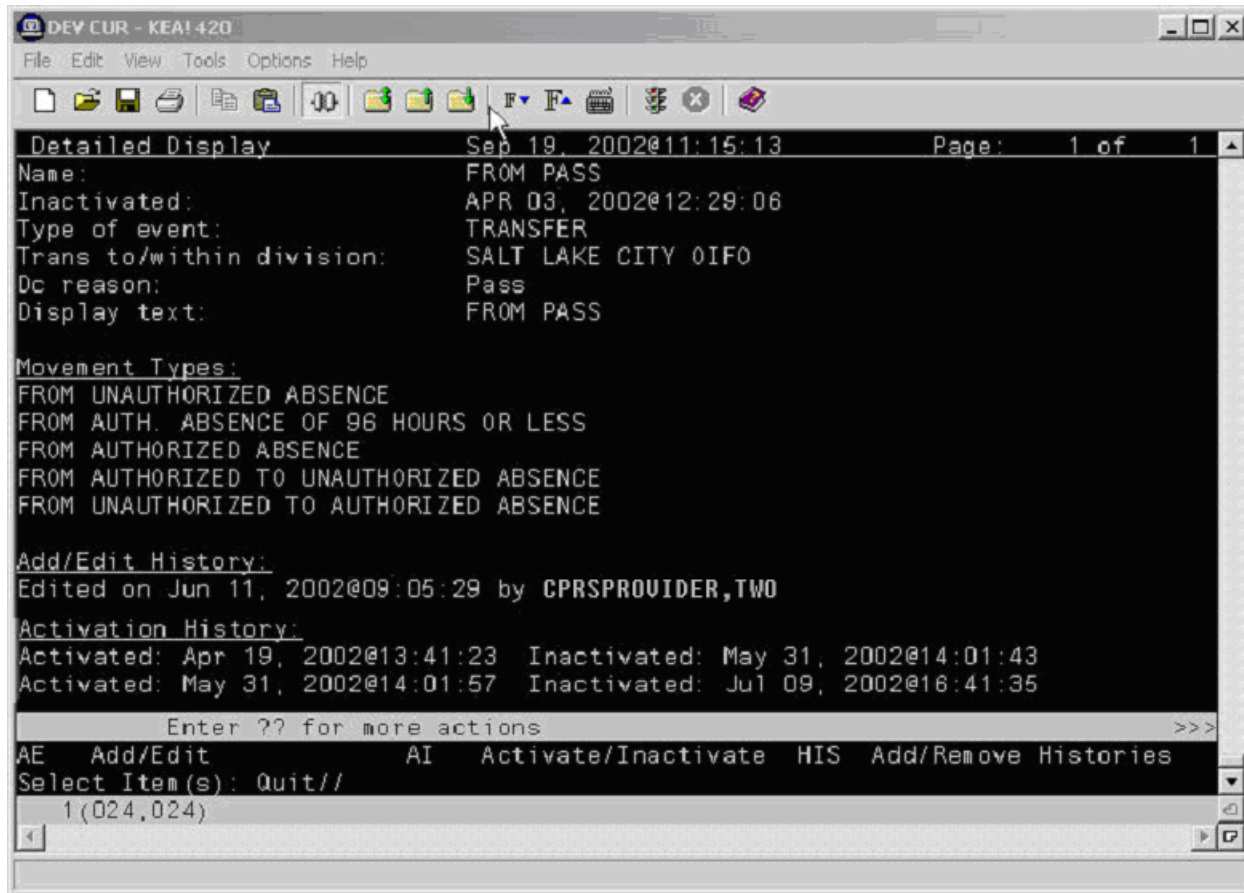 DEV CUR - KEA! 420
File Edit View Tools Options Help
Detailed Display Sep 19, 2002@11:15:13 Page: 1 of 1
Name: FROM PASS
Inactivated: APR 03, 2002@12:29:06
Type of event: TRANSFER
Trans to/within division: SALT LAKE CITY OIFO
Dc reason: Pass
Display text: FROM PASS
Movement Types:
FROM UNAUTHORIZED ABSENCE
FROM AUTH. ABSENCE OF 96 HOURS OR LESS
FROM AUTHORIZED ABSENCE
FROM AUTHORIZED TO UNAUTHORIZED ABSENCE
FROM UNAUTHORIZED TO AUTHORIZED ABSENCE
Add/Edit History:
Edited on Jun 11, 2002@09:05:29 by CPRSPROVIDER,TWO
Activation History:
Activated: Apr 19, 2002@13:41:23 Inactivated: May 31, 2002@14:01:43
Activated: May 31, 2002@14:01:57 Inactivated: Jul 09, 2002@16:41:35
Enter ?? for more actions >>>
AE Add/Edit AI Activate/Inactivate HIS Add/Remove Histories
Select Item(s): Quit//
1(024,024)